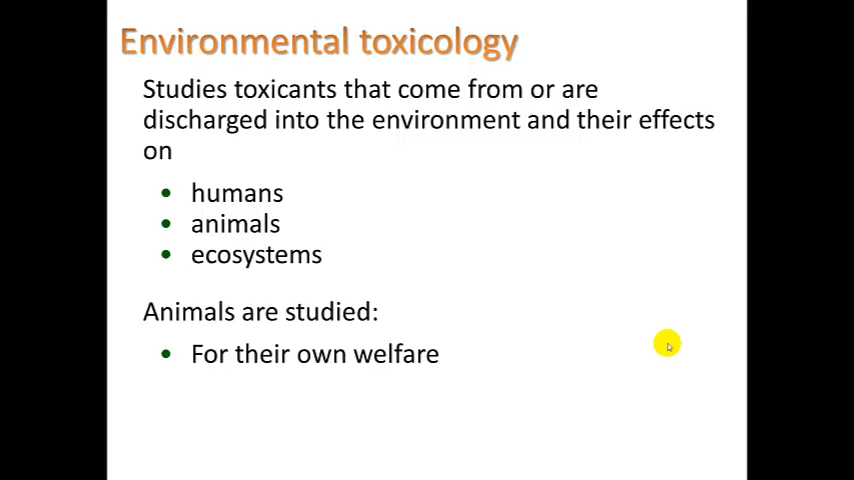 Environmental toxicology
Studies toxicants that come from or are
discharged into the environment and their effects
on
• humans
• animals
• ecosystems
Animals are studied:
• For their own welfare